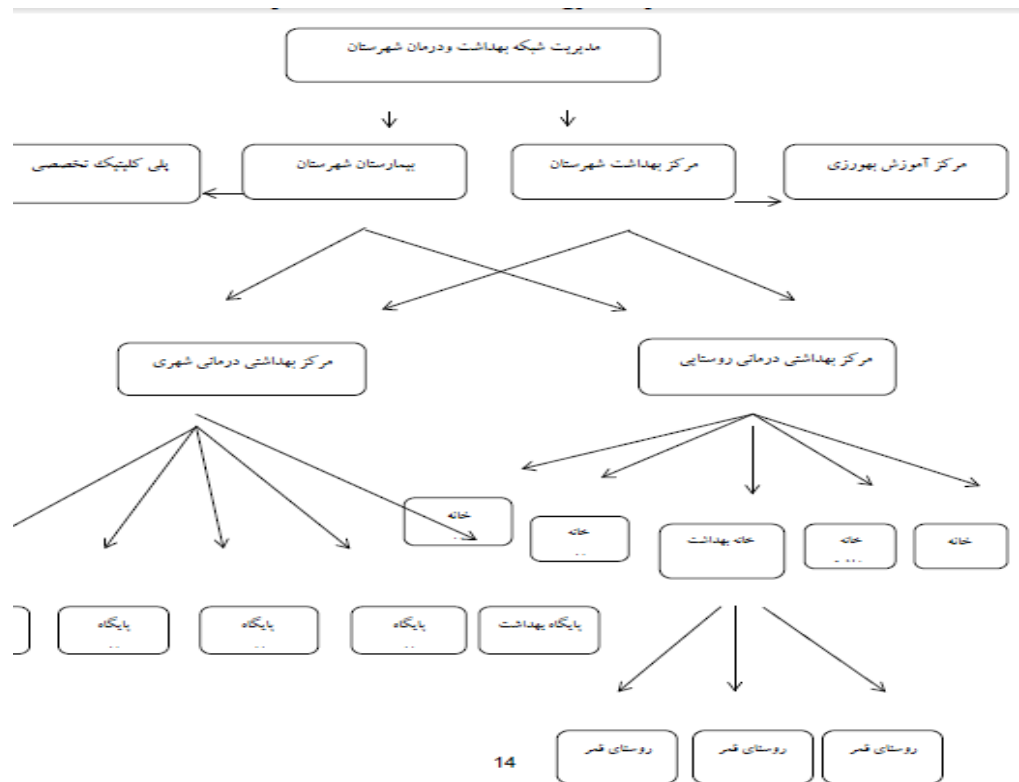 مدیریت شبکه بهداشت ودرمان شهرستان
مرکز آموزش بهورزی
مرکز بهداشت شهرستان
بیمارستان شهرستان
پلی کلینیک تخصصی
مرکز بهداشتی درمانی روستایی
مرکز بهداشتی درمانی شهری
خانه
خانه
خانه بهداشت
خانه
خانه
پایگاه بهداشت
پایگاه
پایگاه
پایگاه
روستای قمر
روستای قمر
روستای قمر
14